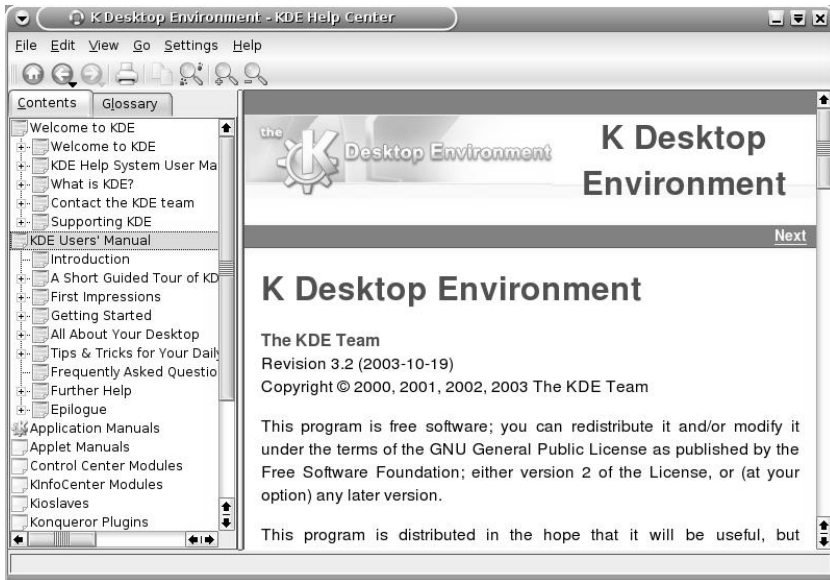 K Desktop Environment - KDE Help Center
File Edit View Go Settings Help
Contents Glossary
Welcome to KDE
Welcome to KDE
KDE Help System User Ma
What is KDE?
Contact the KDE team
Supporting KDE
KDE Users' Manual
Introduction
A Short Guided Tour of KD
First Impressions
Getting Started
All About Your Desktop
Tips & Tricks for Your Daily
Frequently Asked Questio
Further Help
Epilogue
Application Manuals
Applet Manuals
Control Center Modules
KInfoCenter Modules
Kioslaves
Konqueror Plugins
the
K Desktop Environment
K Desktop
Environment
Next
K Desktop Environment
The KDE Team
Revision 3.2 (2003-10-19)
Copyright © 2000, 2001, 2002, 2003 The KDE Team
This program is free software; you can redistribute it and/or modify it
under the terms of the GNU General Public License as published by the
Free Software Foundation; either version 2 of the License, or (at your
option) any later version.
This program is distributed in the hope that it will be useful, but